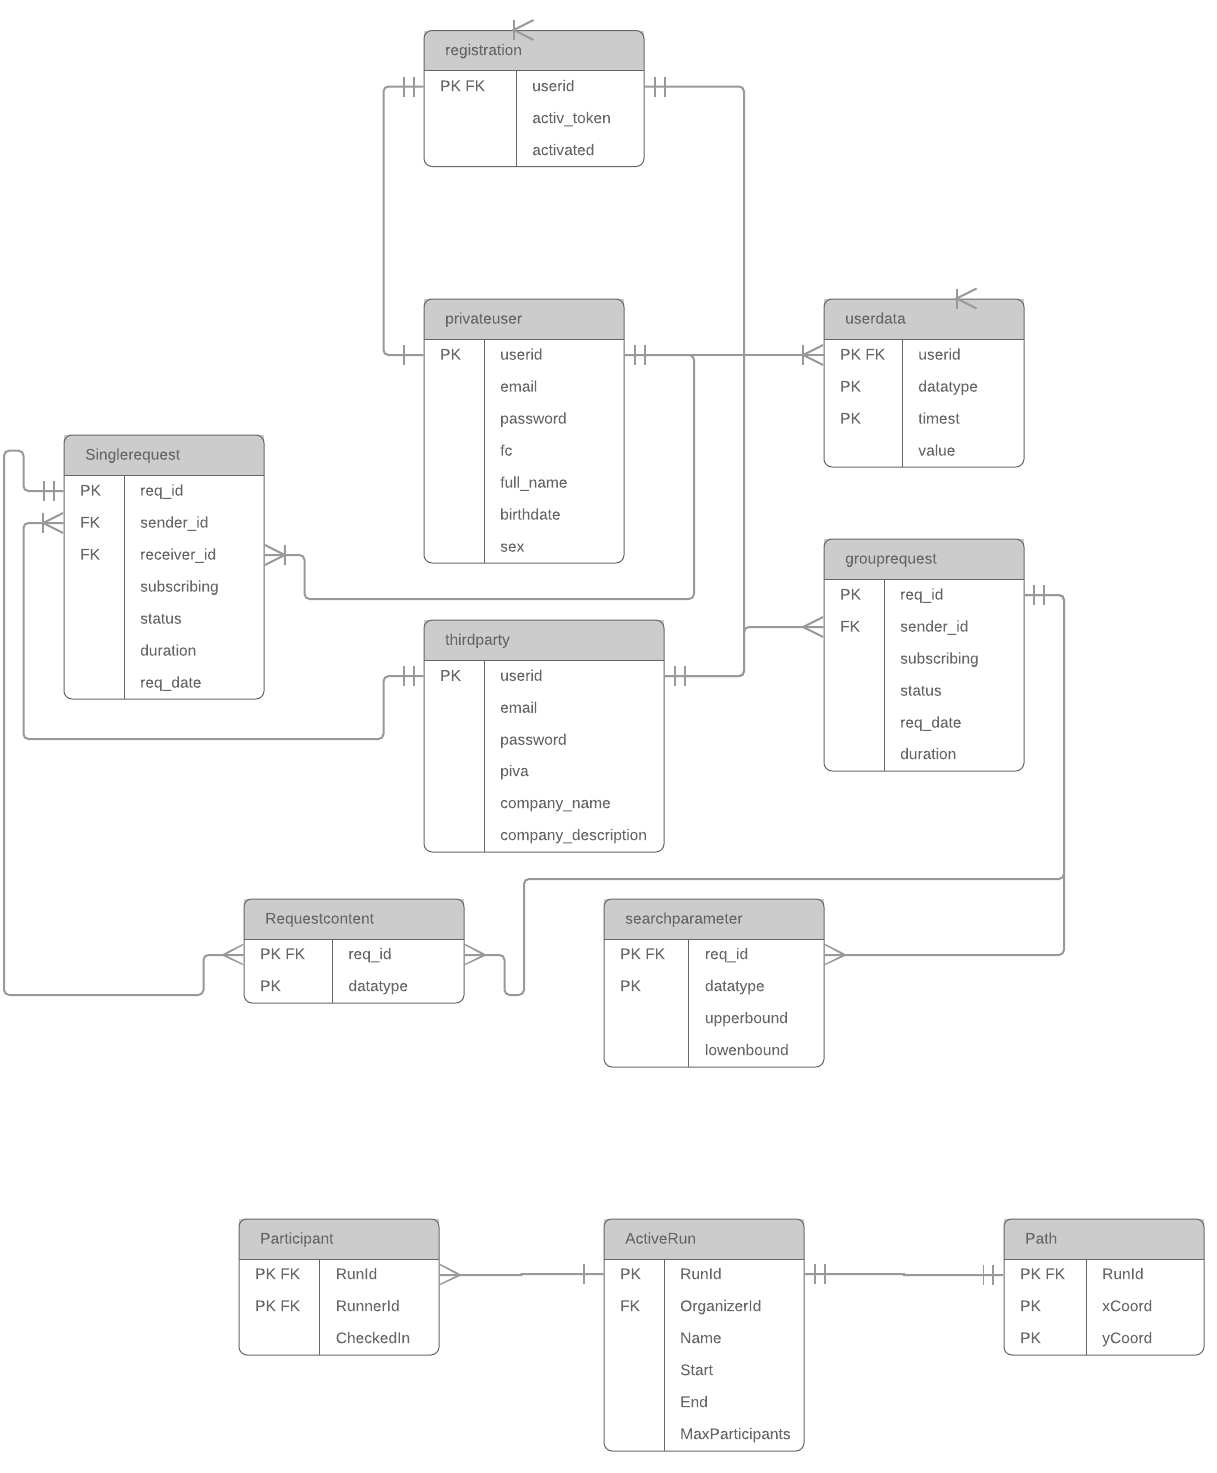 registration
PK FK userid
activ_token
activated
privateuser
PK userid
email
password
fc
full_name
birthdate
sex
userdata
PK FK userid
PK datatype
PK timest
value
Singlerequest
PK req_id
FK sender_id
FK receiver_id
subscribing
status
duration
req_date
grouprequest
PK req_id
FK sender_id
subscribing
status
req_date
duration
thirdparty
PK userid
email
password
piva
company_name
company_description
Requestcontent
PK FK req_id
PK datatype
searchparameter
PK FK req_id
PK datatype
upperbound
lowenbound
Participant
PK FK RunId
PK FK RunnerId
CheckedIn
ActiveRun
PK RunId
FK OrganizerId
Name
Start
End
MaxParticipants
Path
PK FK RunId
PK xCoord
PK yCoord